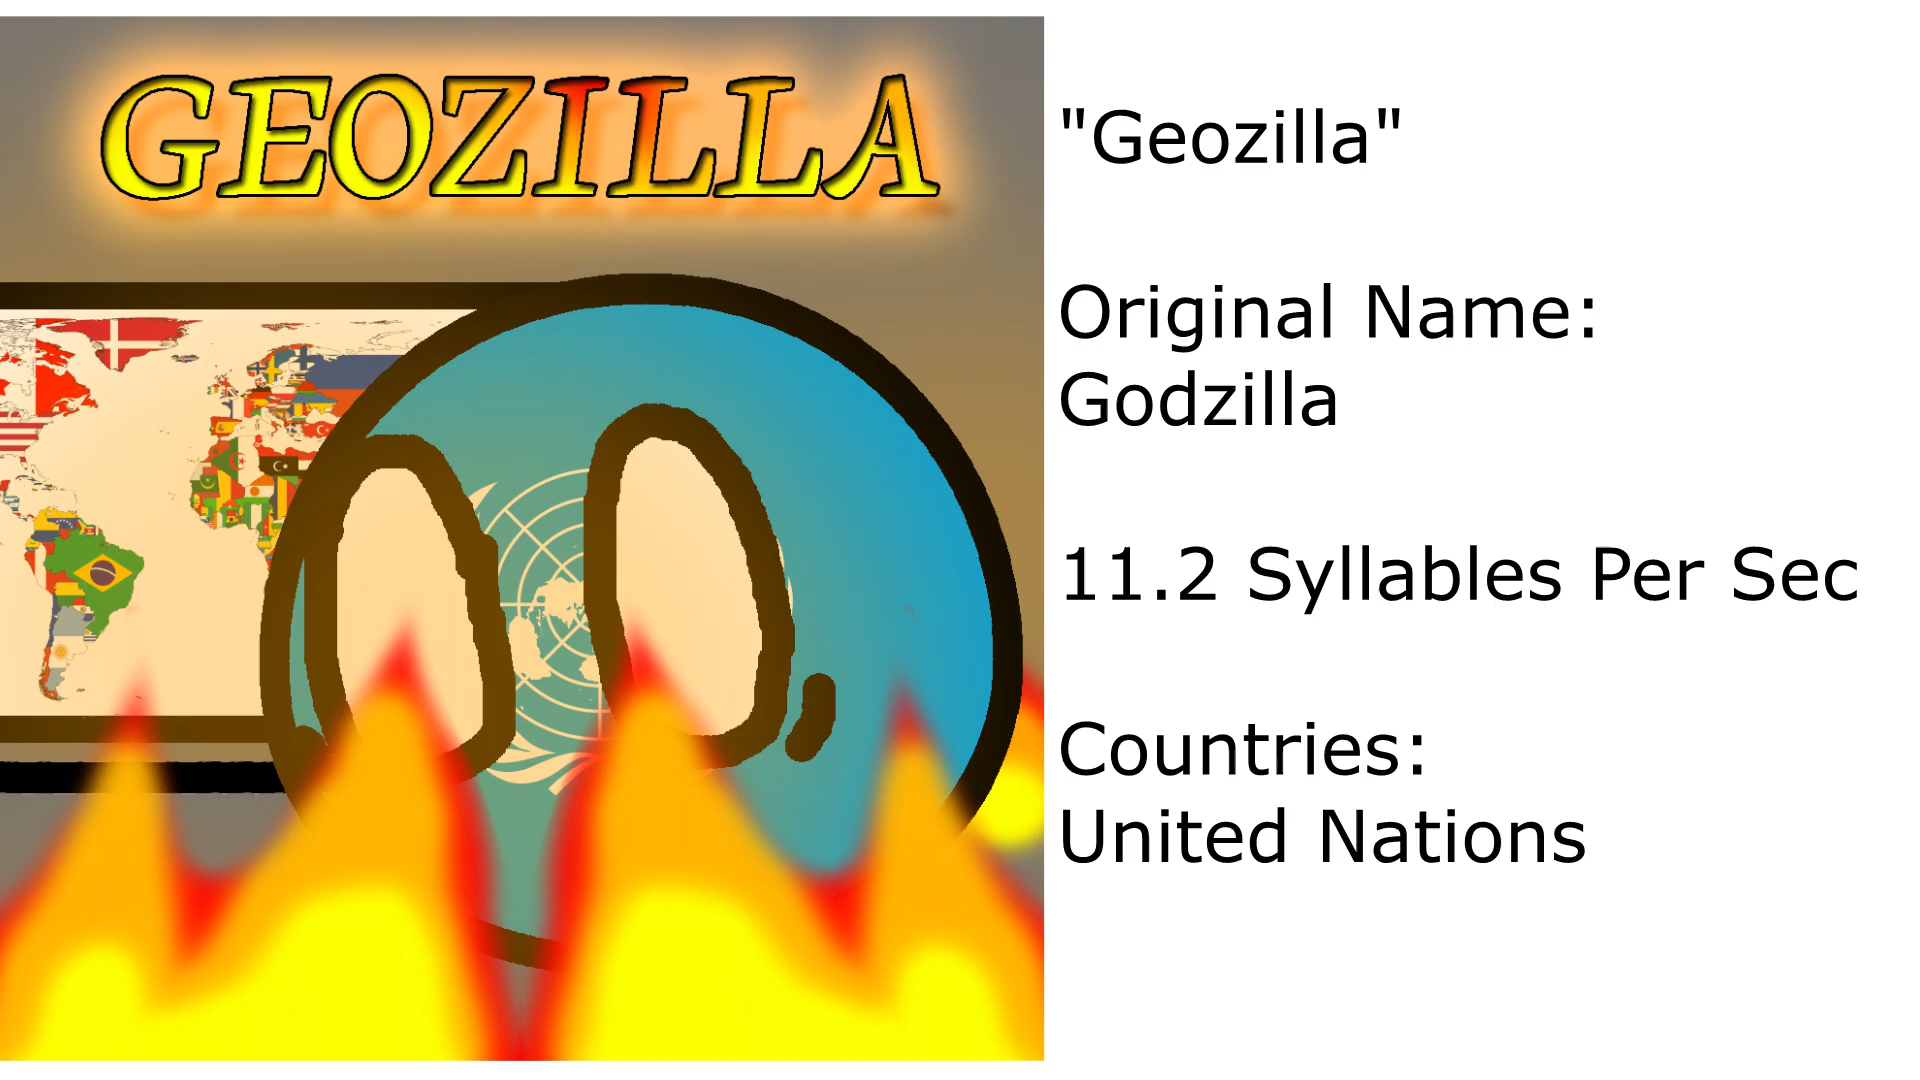 GEOZILLA
"Geozilla"
Original Name:
Godzilla
11.2 Syllables Per Sec
Countries:
United Nations